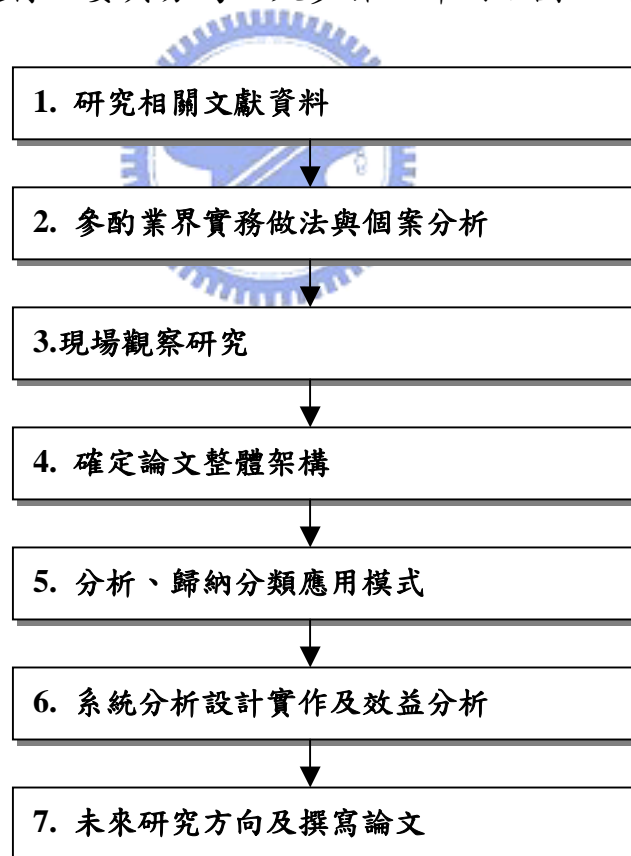 1. 研究相關文獻資料
2. 參酌業界實務做法與個案分析
3.現場觀察研究
4. 確定論文整體架構
5. 分析、歸納分類應用模式
6. 系統分析設計實作及效益分析
7. 未來研究方向及撰寫論文